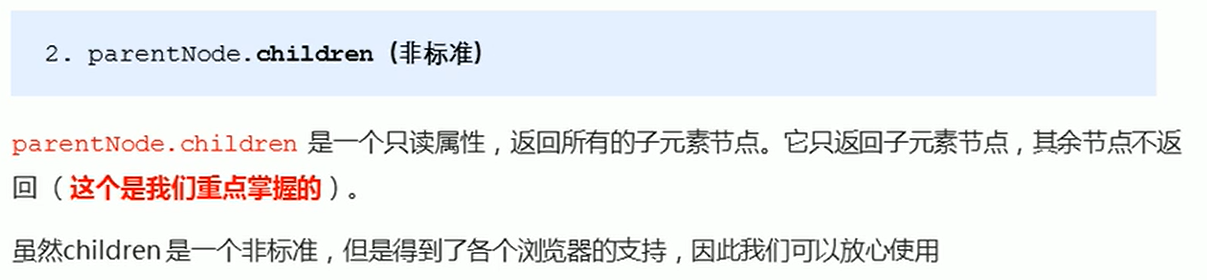 2. parentNode.children（非标准）
parentNode.children 是一个只读属性，返回所有的子元素节点。它只返回子元素节点，其余节点不返
回（这个是我们重点掌握的）。
虽然children是一个非标准，但是得到了各个浏览器的支持，因此我们可以放心使用